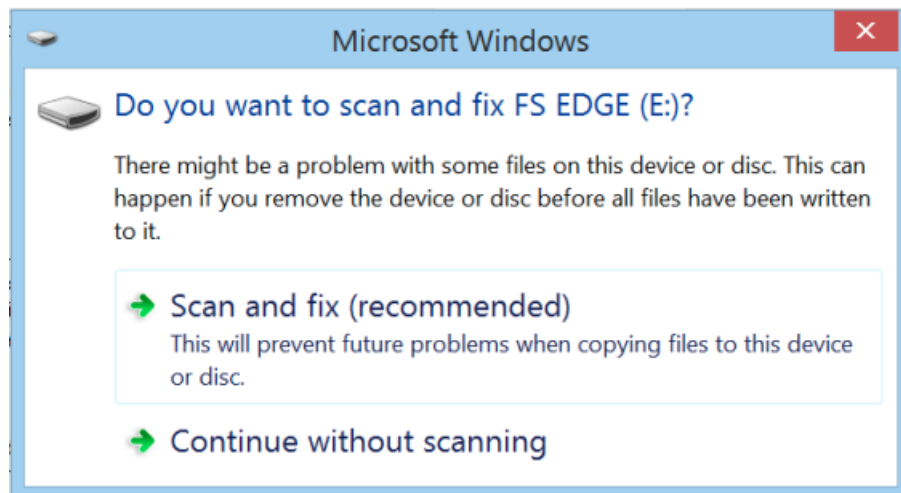 Microsoft Windows
Do you want to scan and fix FS EDGE (E:)?
There might be a problem with some files on this device or disc. This can
happen if you remove the device or disc before all files have been written
to it.
Scan and fix (recommended)
This will prevent future problems when copying files to this device
or disc.
Continue without scanning